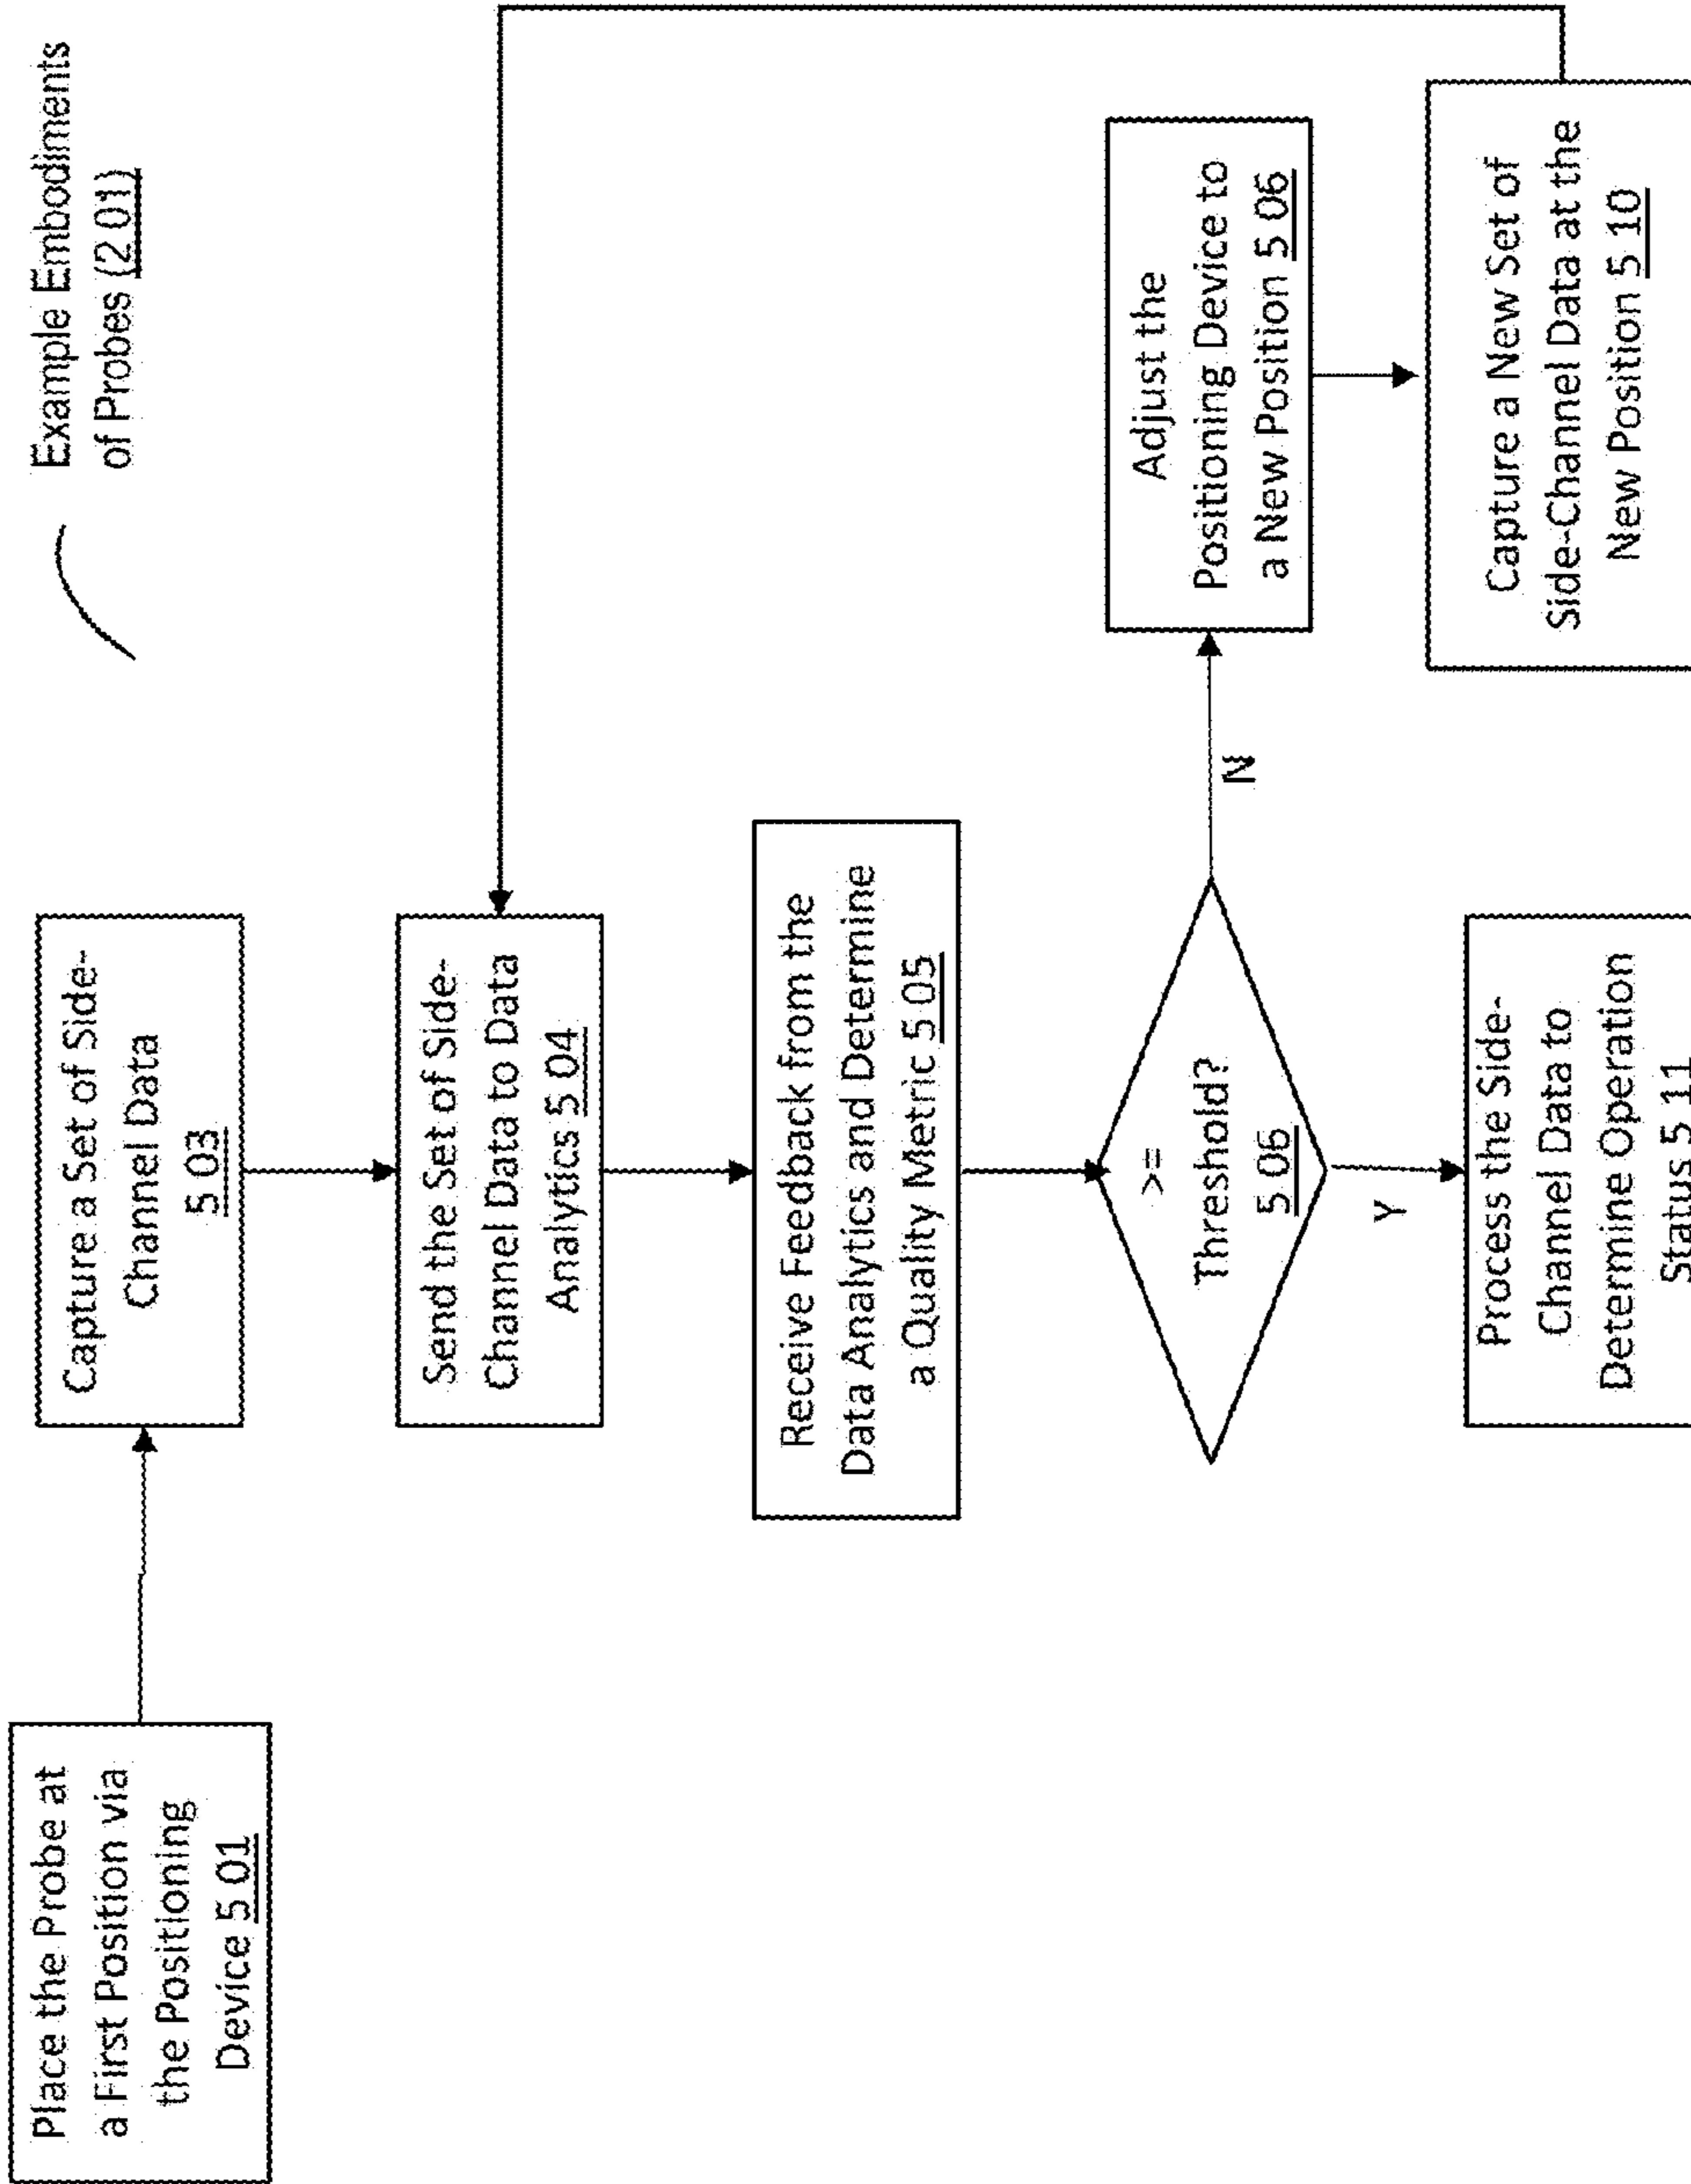 Example Embodiments
of Probes (2 01)
Place the Probe at
a First Position via
the Positioning
Device 5 01
Capture a Set of Side-
Channel Data
5 03
Send the Set of Side-
Channel Data to Data
Analytics 5 04
Receive Feedback from the
Data Analytics and Determine
a Quality Metric 5 05
>=
Threshold?
5 06
N
Y
Adjust the
Positioning Device to
a New Position 5 06
Capture a New Set of
Side-Channel Data at the
New Position 5 10
Process the Side-
Channel Data to
Determine Operation
Status 5 11